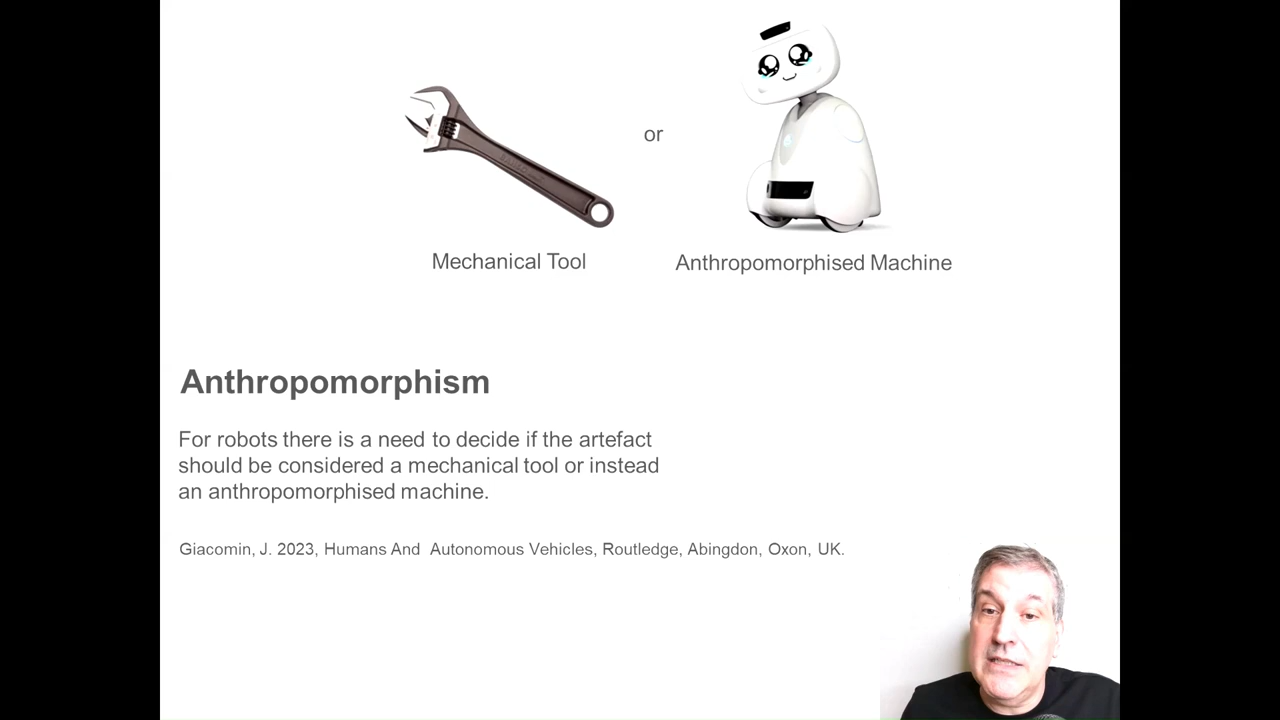 or
Mechanical Tool
Anthropomorphised Machine
Anthropomorphism
For robots there is a need to decide if the artefact
should be considered a mechanical tool or instead
an anthropomorphised machine.
Giacomin, J. 2023, Humans And Autonomous Vehicles, Routledge, Abingdon, Oxon, UK.